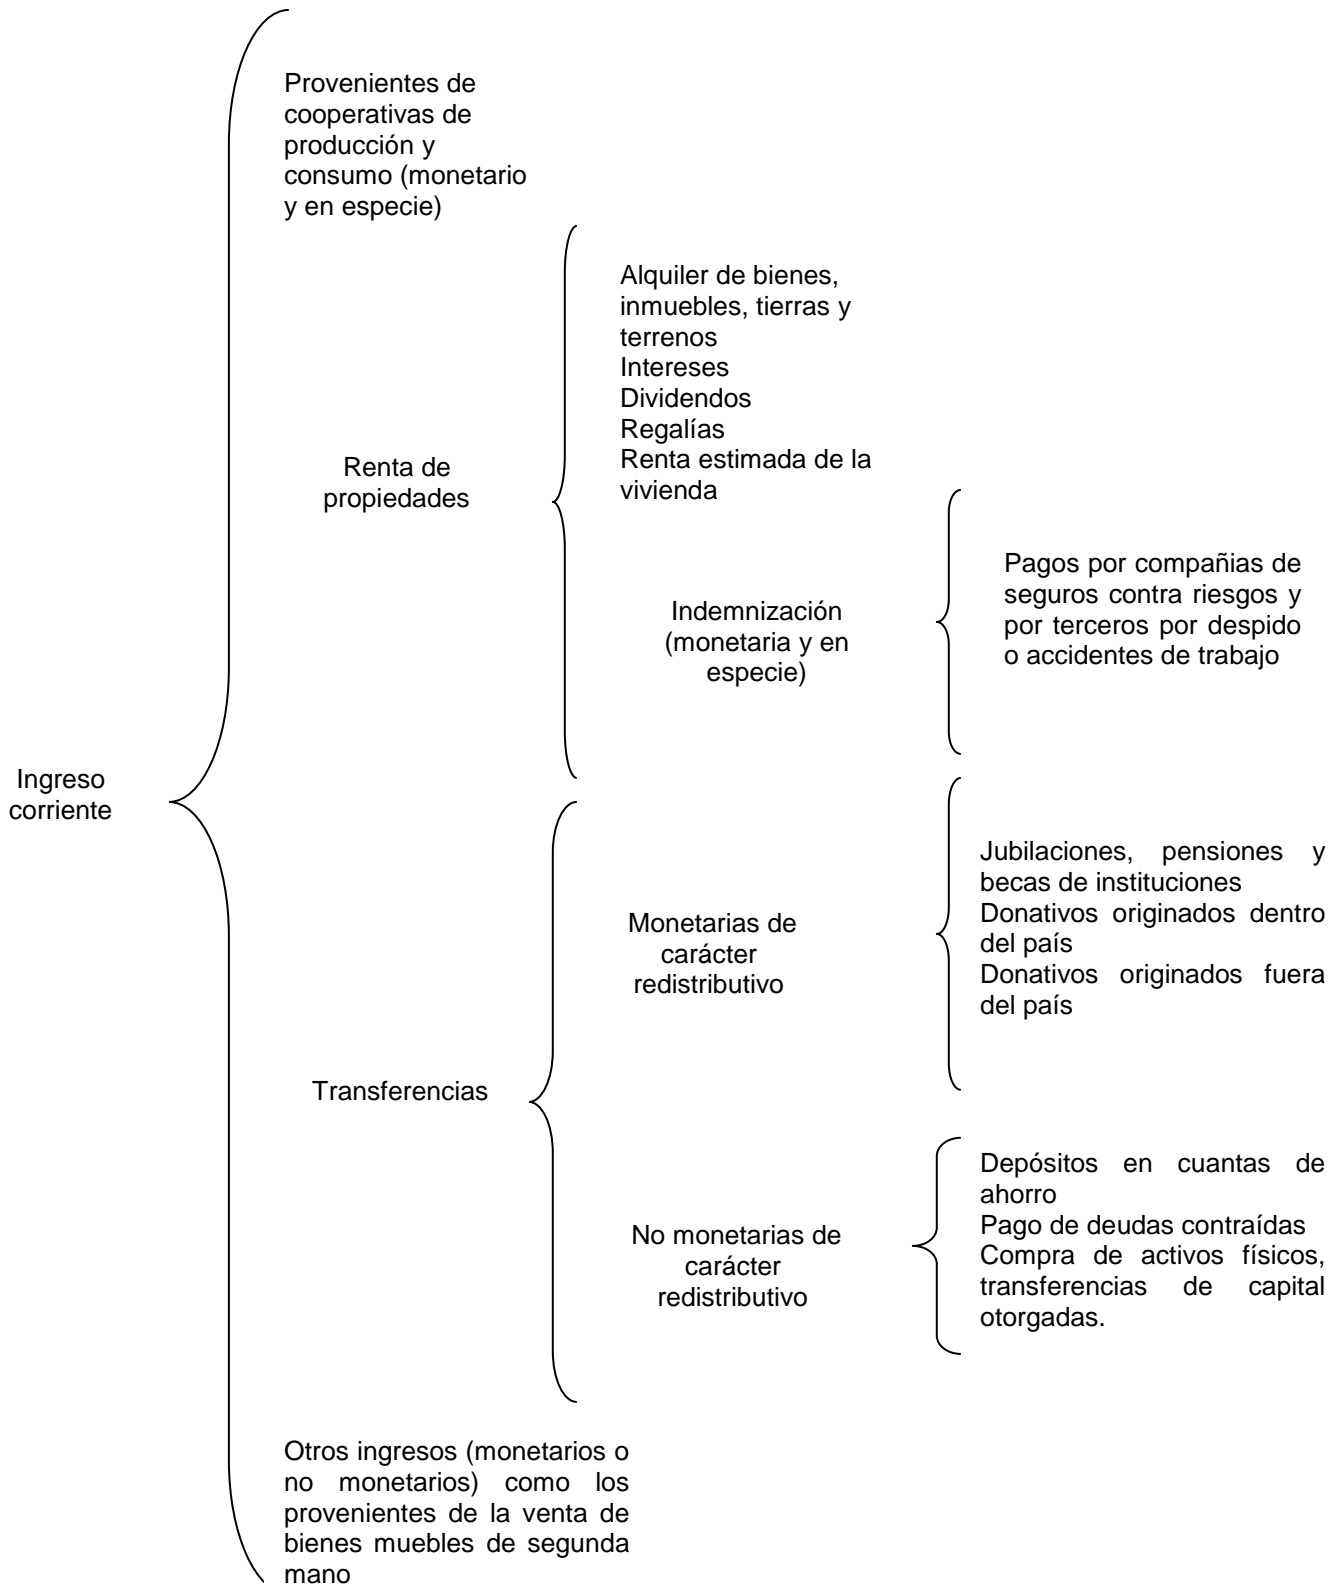 Provenientes de
cooperativas de
producción y
consumo (monetario
y en especie)
Alquiler de bienes,
inmuebles, tierras y
terrenos
Intereses
Dividendos
Regalías
Renta estimada de la
vivienda
Renta de
propiedades
Indemnización
(monetaria y en
especie)
Pagos por compañias de
seguros contra riesgos y
por terceros por despido
o accidentes de trabajo
Ingreso
corriente
Transferencias
Monetarias de
carácter
redistributivo
Jubilaciones, pensiones y
becas de instituciones
Donativos originados dentro
del país
Donativos originados fuera
del país
No monetarias de
carácter
redistributivo
Depósitos en cuantas de
ahorro
Pago de deudas contraídas
Compra de activos físicos,
transferencias de capital
otorgadas.
Otros ingresos (monetarios o
no monetarios) como los
provenientes de la venta de
bienes muebles de segunda
mano